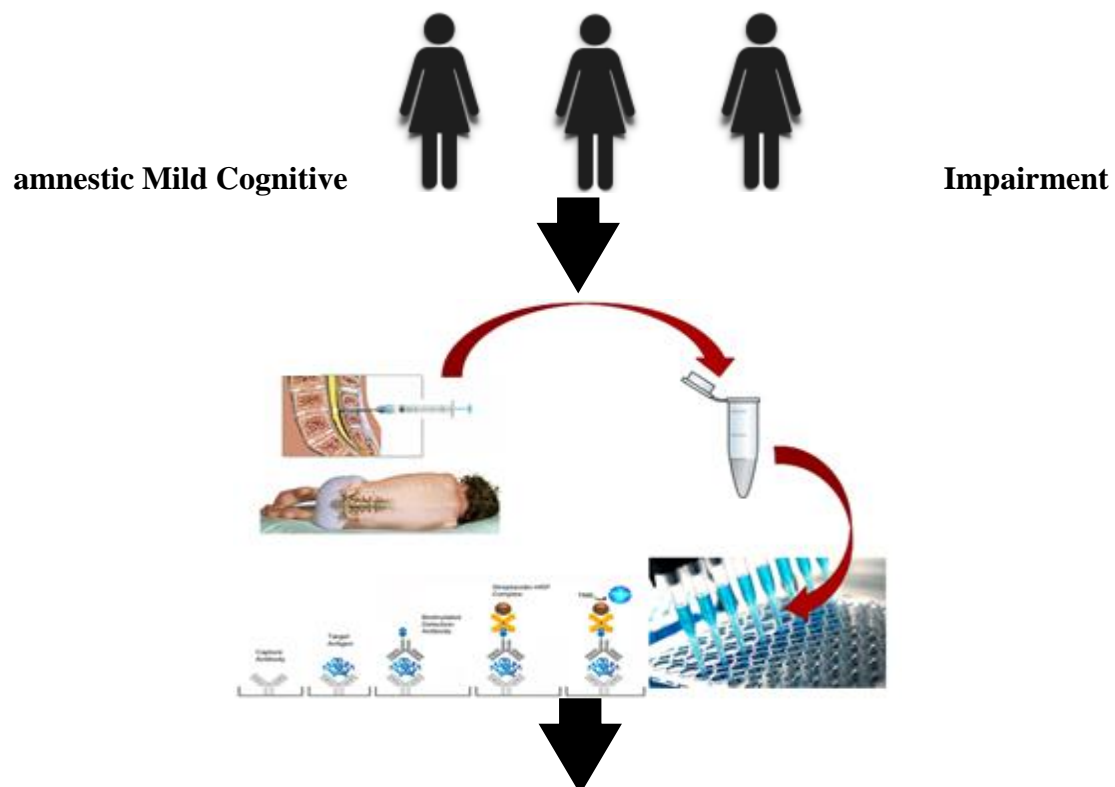 amnestic Mild Cognitive Impairment
Streptavidin-HRP
Complex
TMB
Biotinylated
Detection
Antibody
Target
Antigen
Capture
Antibody